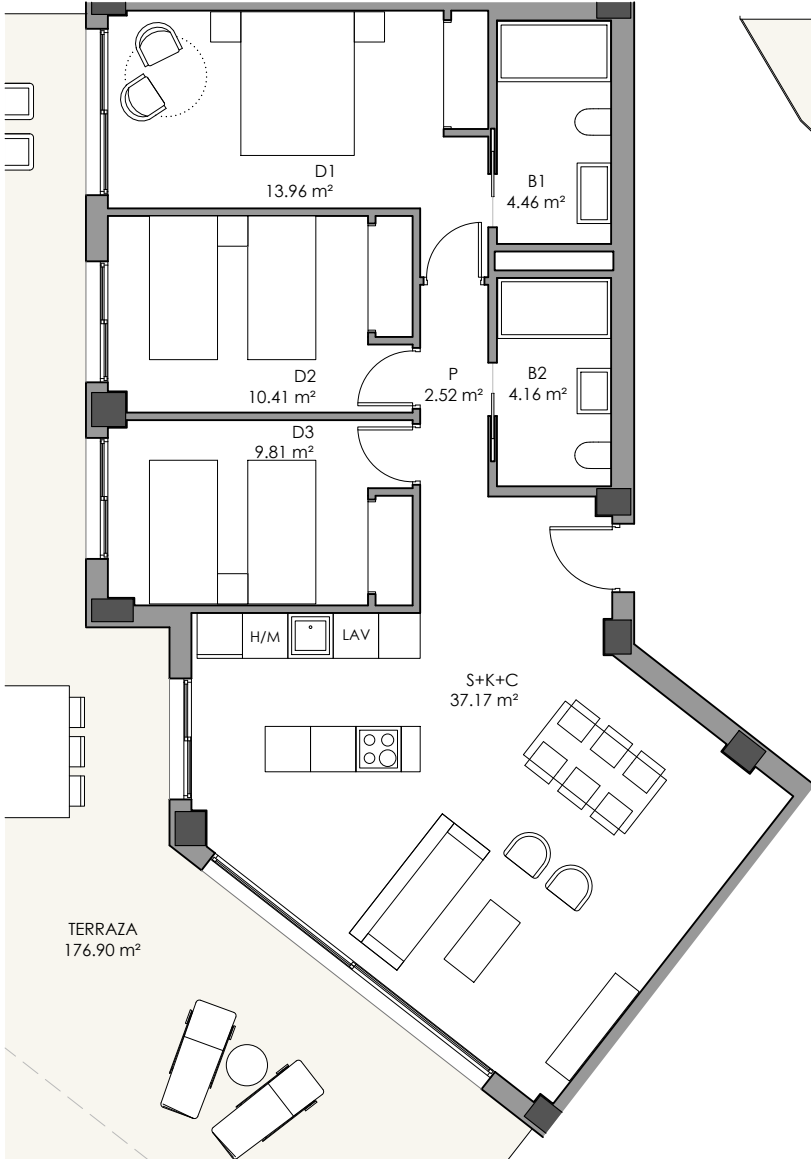 D1
13.96 m²
B1
4.46 m²
D2
10.41 m²
P
2.52 m²
B2
4.16 m²
D3
9.81 m²
H/M
LAV
S+K+C
37.17 m²
TERRAZA
176.90 m²